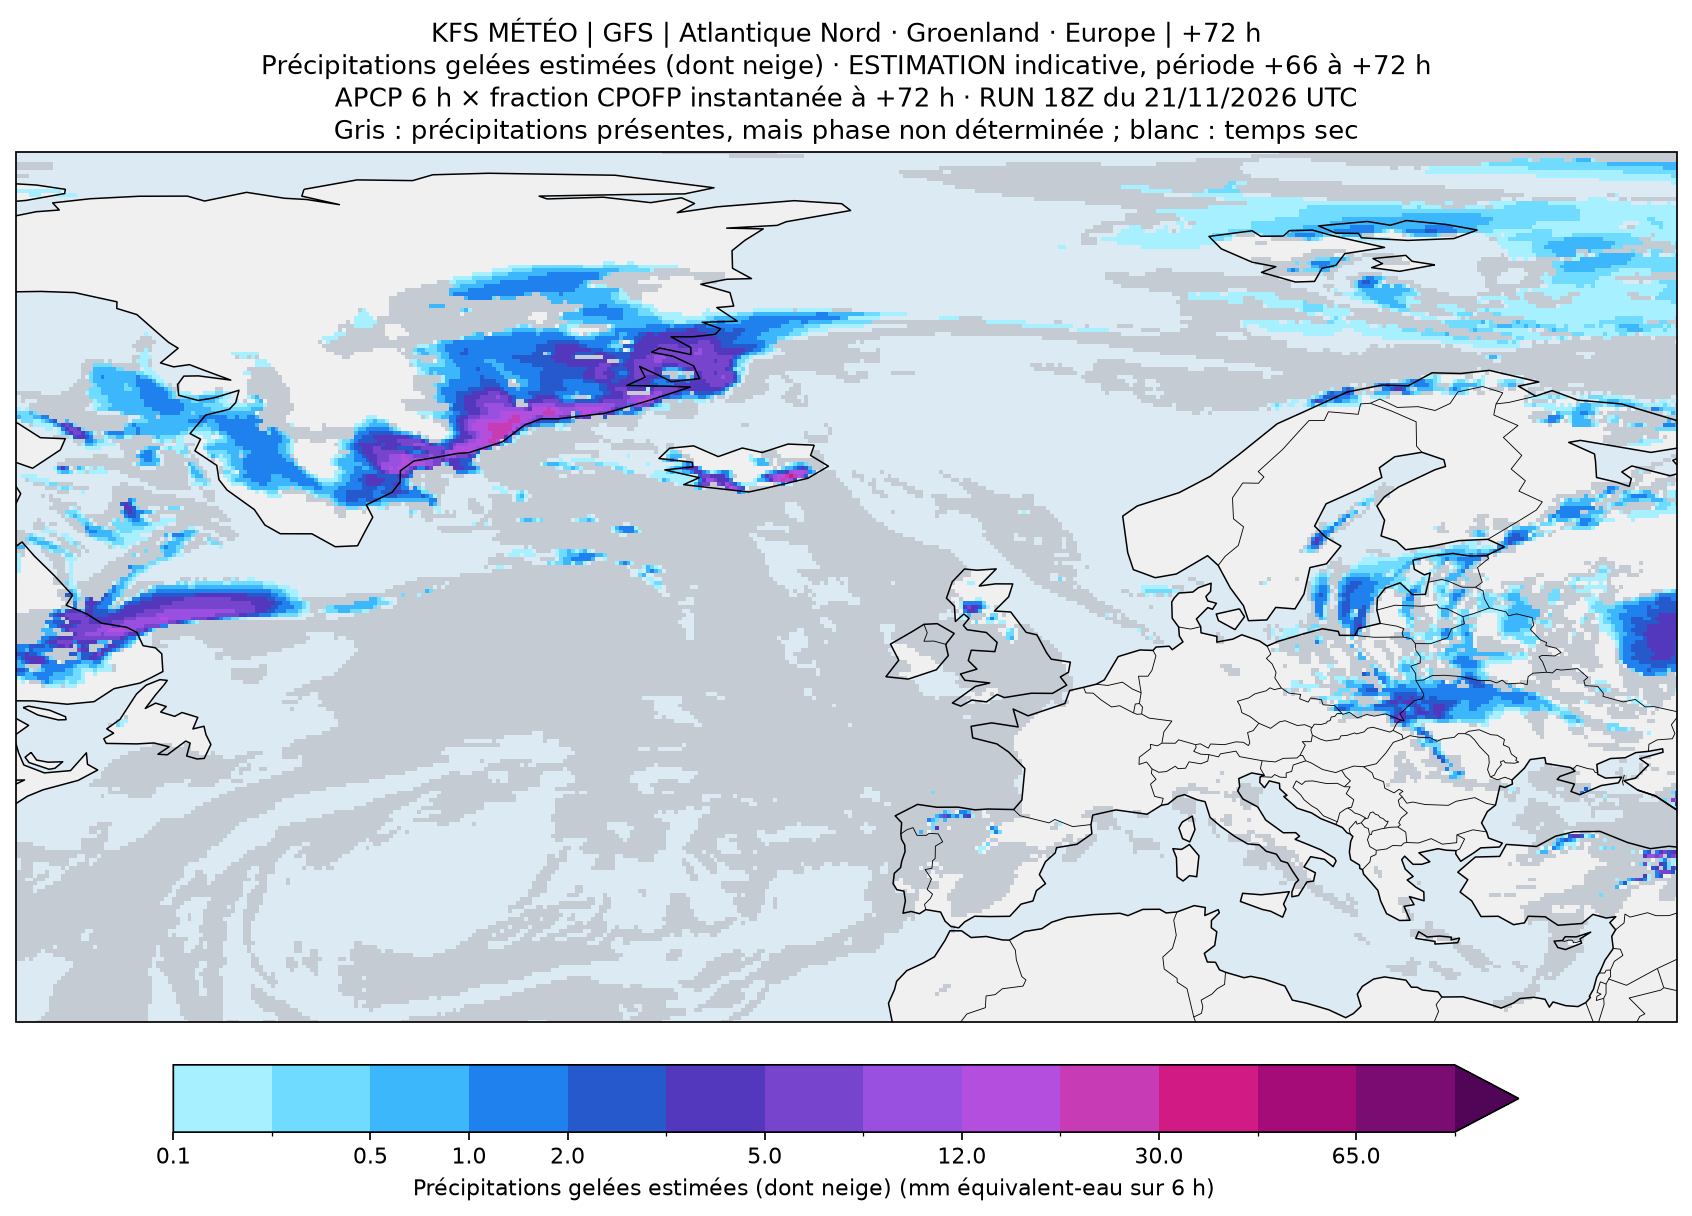 KFS MÉTÉO | GFS | Atlantique Nord · Groenland · Europe | +72 h
Précipitations gelées estimées (dont neige) · ESTIMATION indicative, période +66 à +72 h
APCP 6 h × fraction CPOFP instantanée à +72 h · RUN 18Z du 21/11/2026 UTC
Gris : précipitations présentes, mais phase non déterminée ; blanc : temps sec
0.1 0.5 1.0 2.0 5.0 12.0 30.0 65.0
Précipitations gelées estimées (dont neige) (mm équivalent-eau sur 6 h)